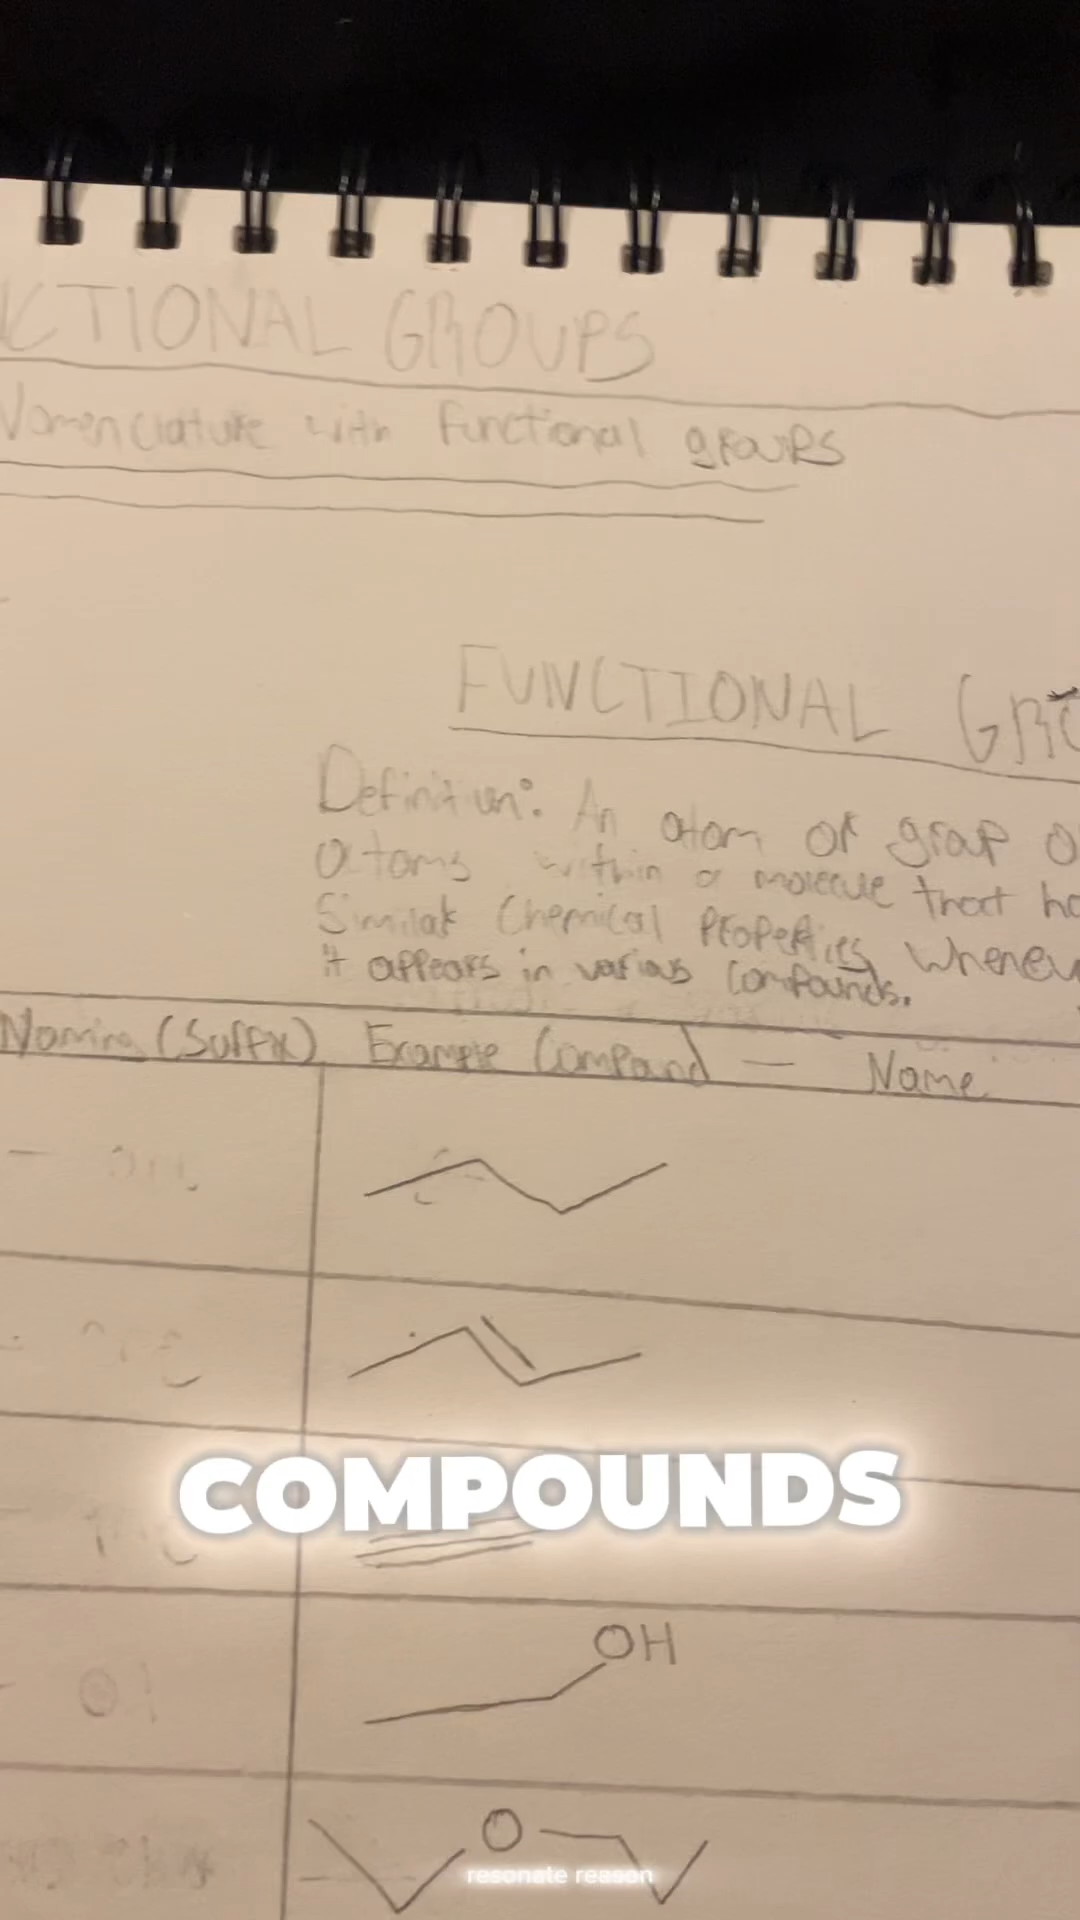 CTIONAL GROUPS
Nomenclature with functional groups
FUNCTIONAL GRO
Definition: An atom or group o
atoms within a molecule that ha
Similar Chemical Properties Whenev
it appears in various compounds.
Naming (Suffix) Example Compound — Name
COMPOUNDS
OH
O
resonate reason